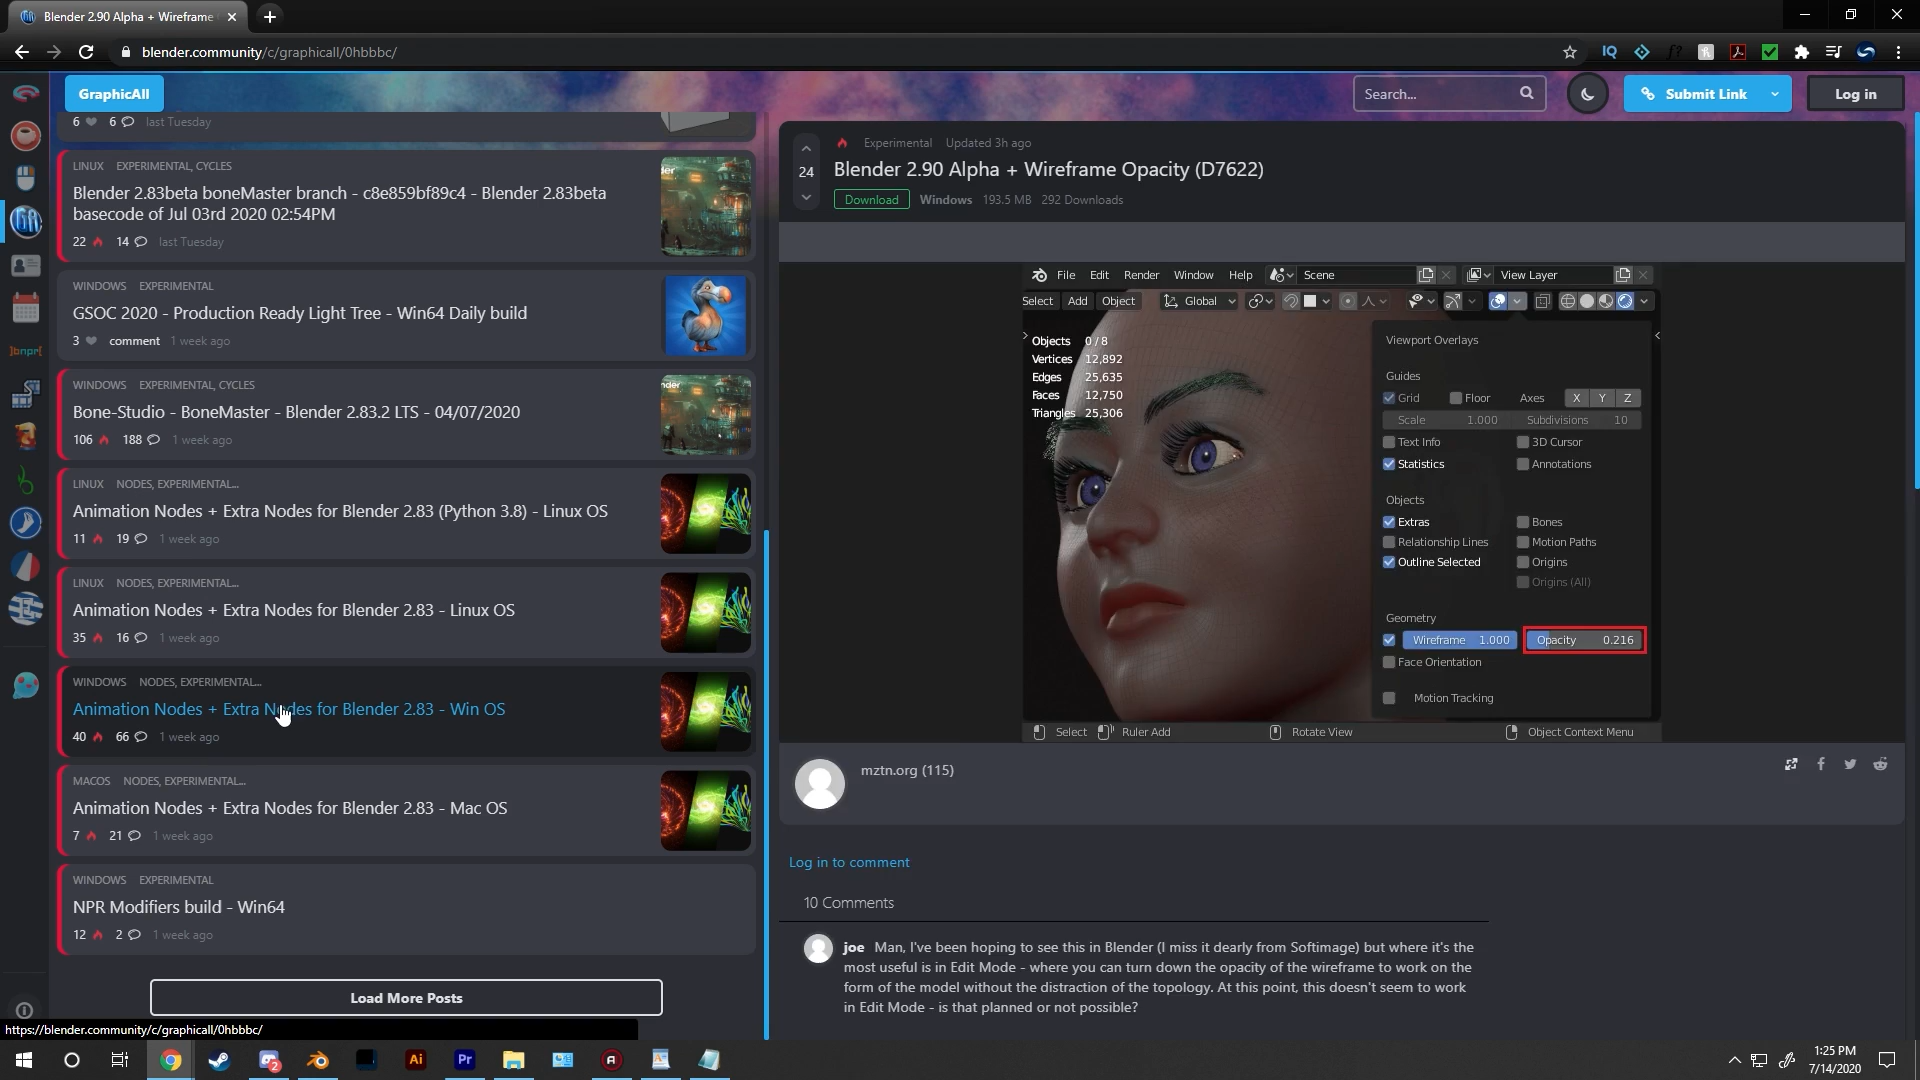 Blender 2.90 Alpha + Wireframe
blender.community/c/graphicall/0hbbbc/
GraphicAll
Search...
Submit Link
Log in
6 6 last Tuesday
LINUX EXPERIMENTAL, CYCLES
Blender 2.83beta boneMaster branch - c8e859bf89c4 - Blender 2.83beta
basecode of Jul 03rd 2020 02:54PM
22 14 last Tuesday
WINDOWS EXPERIMENTAL
GSOC 2020 - Production Ready Light Tree - Win64 Daily build
3 comment 1 week ago
WINDOWS EXPERIMENTAL, CYCLES
Bone-Studio - BoneMaster - Blender 2.83.2 LTS - 04/07/2020
106 188 1 week ago
LINUX NODES, EXPERIMENTAL...
Animation Nodes + Extra Nodes for Blender 2.83 (Python 3.8) - Linux OS
11 19 1 week ago
LINUX NODES, EXPERIMENTAL...
Animation Nodes + Extra Nodes for Blender 2.83 - Linux OS
35 16 1 week ago
WINDOWS NODES, EXPERIMENTAL...
Animation Nodes + Extra Nodes for Blender 2.83 - Win OS
40 66 1 week ago
MACOS NODES, EXPERIMENTAL...
Animation Nodes + Extra Nodes for Blender 2.83 - Mac OS
7 21 1 week ago
WINDOWS EXPERIMENTAL
NPR Modifiers build - Win64
12 2 1 week ago
Load More Posts
https://blender.community/c/graphicall/0hbbbc/
Experimental Updated 3h ago
24
Blender 2.90 Alpha + Wireframe Opacity (D7622)
Download Windows 193.5 MB 292 Downloads
File Edit Render Window Help Scene View Layer
Select Add Object Global
Objects 0/8
Vertices 12,892
Edges 25,635
Faces 12,750
Triangles 25,306
Viewport Overlays
Guides
Grid Floor Axes X Y Z
Scale 1.000 Subdivisions 10
Text Info 3D Cursor
Statistics Annotations
Objects
Extras Bones
Relationship Lines Motion Paths
Outline Selected Origins
Origins (All)
Geometry
Wireframe 1.000 Opacity 0.216
Face Orientation
Motion Tracking
Select Ruler Add Rotate View Object Context Menu
mztn.org (115)
Log in to comment
10 Comments
joe Man, I've been hoping to see this in Blender (I miss it dearly from Softimage) but where it's the
most useful is in Edit Mode - where you can turn down the opacity of the wireframe to work on the
form of the model without the distraction of the topology. At this point, this doesn't seem to work
in Edit Mode - is that planned or not possible?
1:25 PM
7/14/2020